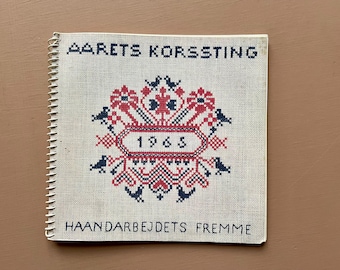 AARETS KORSSTING
1965
HAANDARBEJDETS FREMME